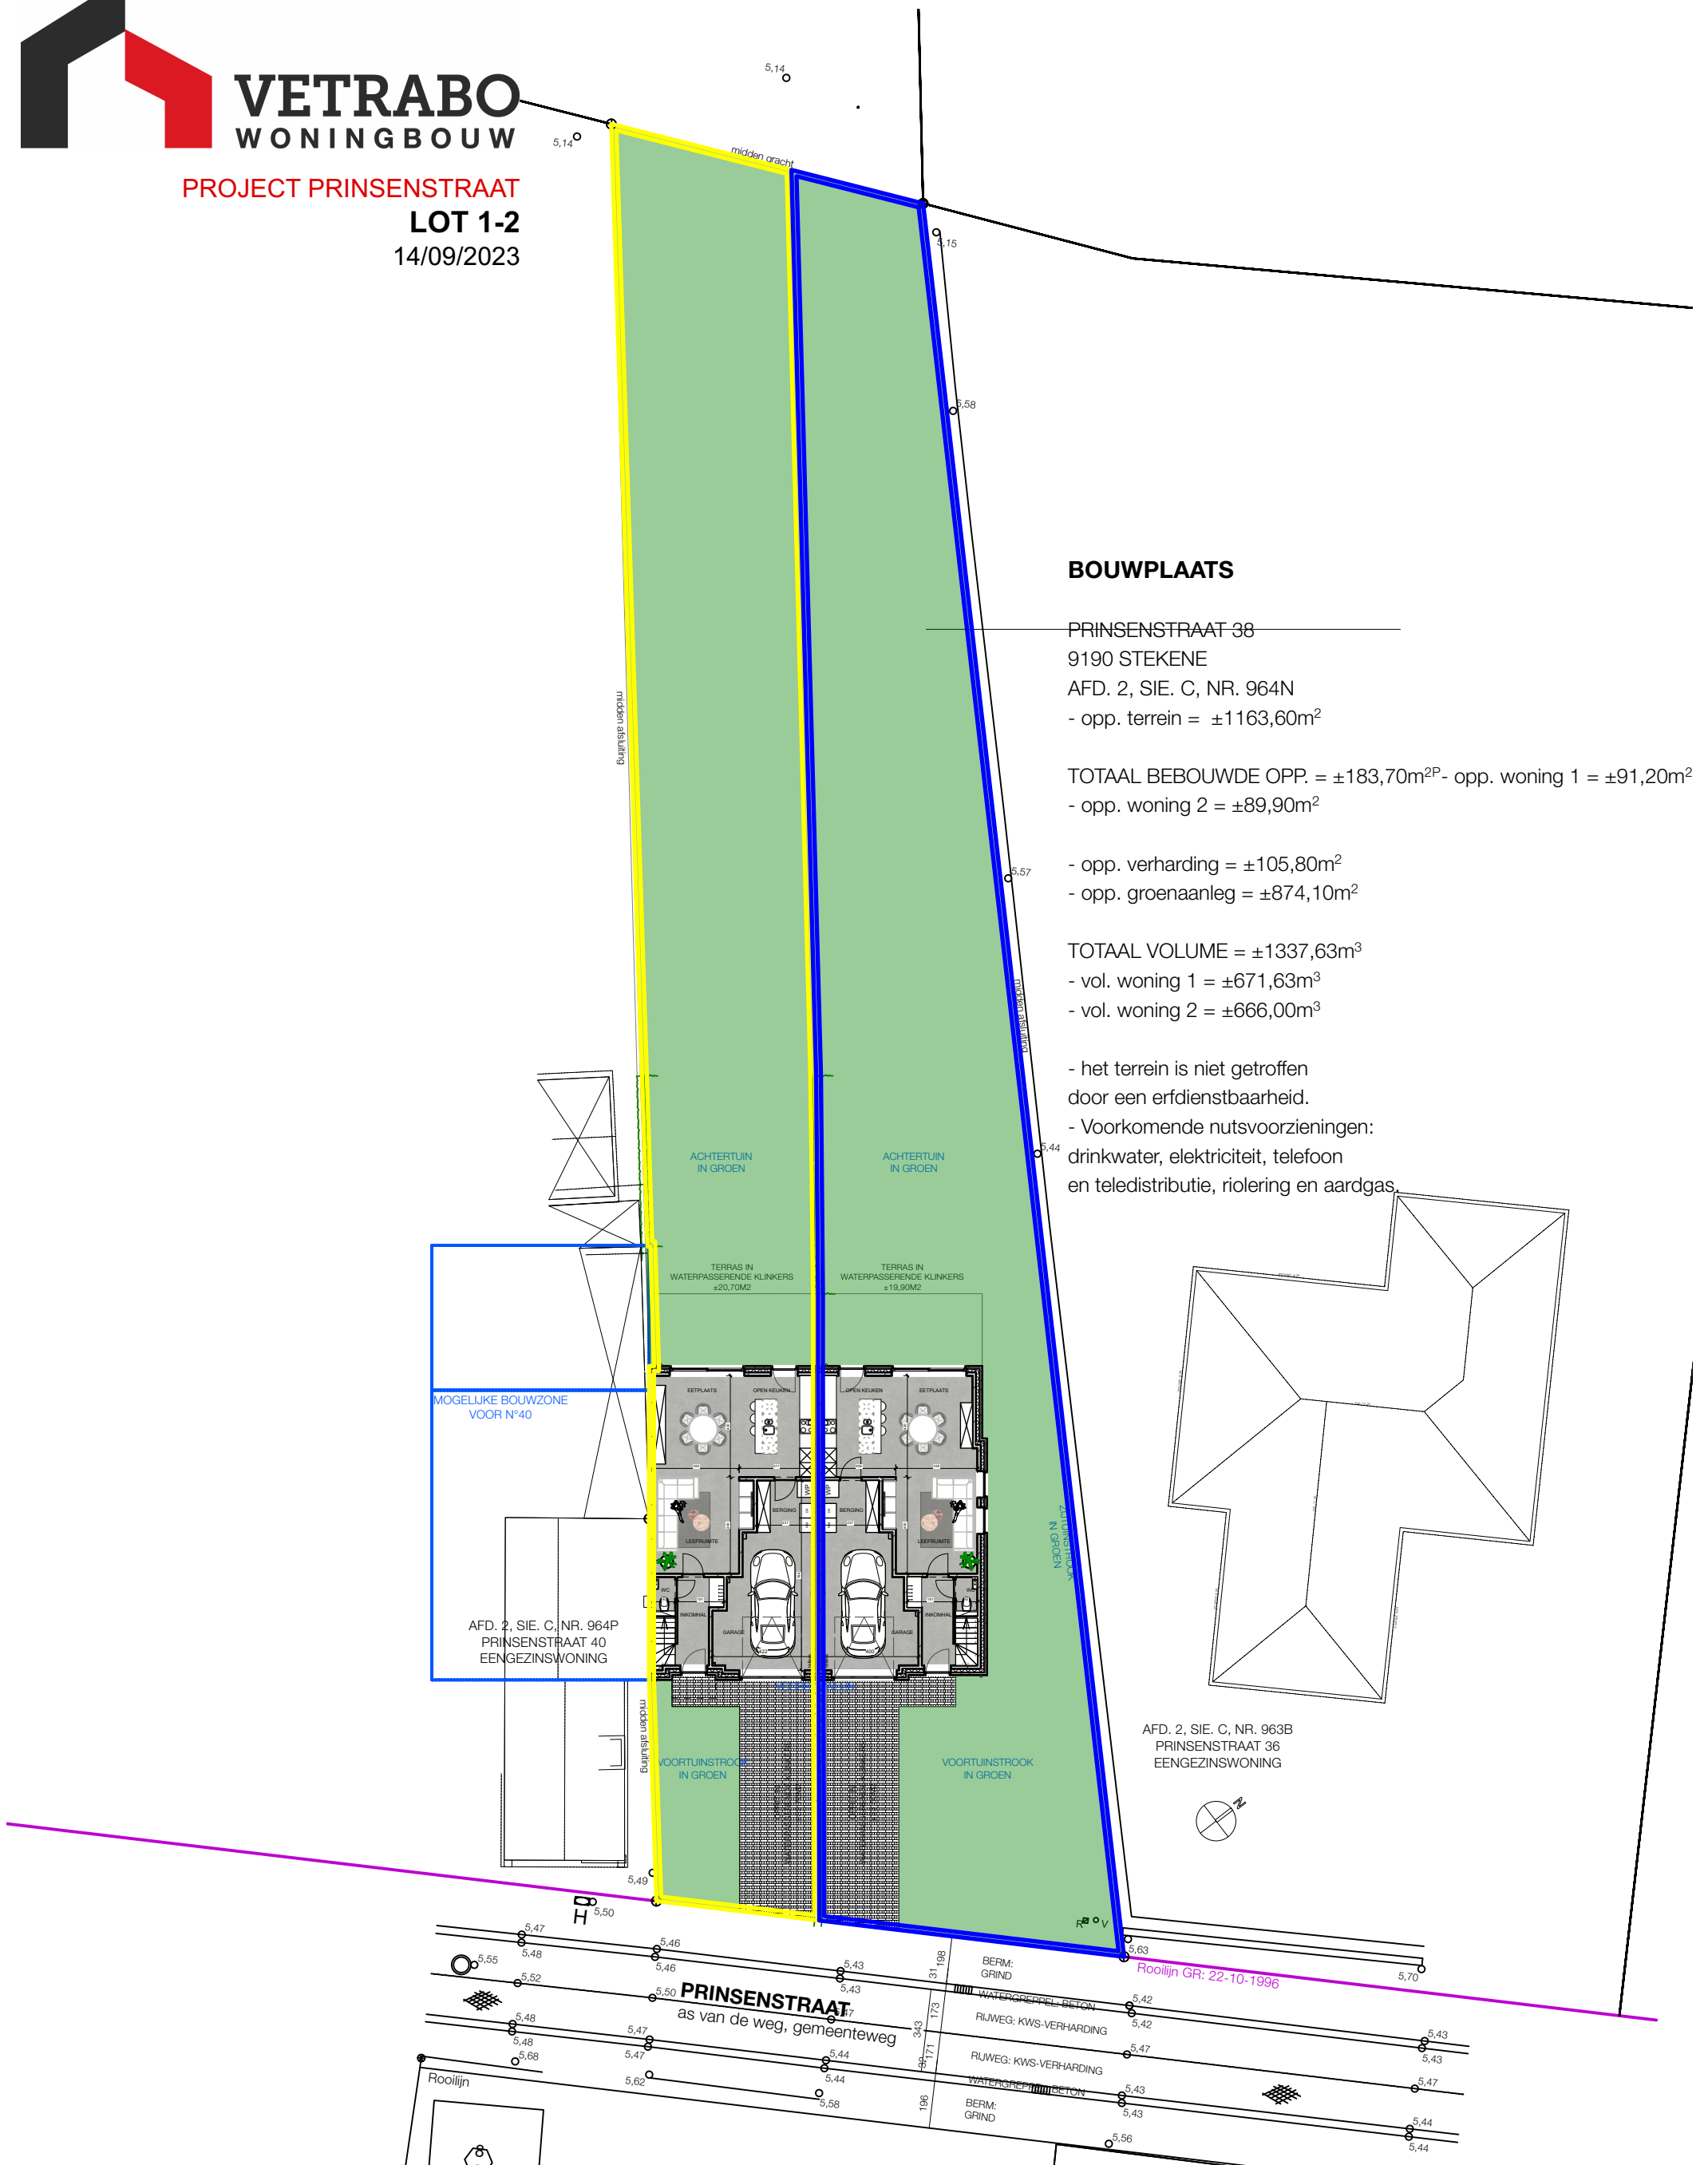 VETRABO
WONINGBOUW
PROJECT PRINSENSTRAAT
LOT 1-2
14/09/2023
5,14
5,14
midden gracht
5,15
5,58
BOUWPLAATS
PRINSENSTRAAT 38
9190 STEKENE
AFD. 2, SIE. C, NR. 964N
- opp. terrein = ±1163,60m²
TOTAAL BEBOUWDE OPP. = ±183,70m²ᴾ- opp. woning 1 = ±91,20m²
- opp. woning 2 = ±89,90m²
- opp. verharding = ±105,80m²
- opp. groenaanleg = ±874,10m²
TOTAAL VOLUME = ±1337,63m³
- vol. woning 1 = ±671,63m³
- vol. woning 2 = ±666,00m³
- het terrein is niet getroffen
door een erfdienstbaarheid.
- Voorkomende nutsvoorzieningen:
drinkwater, elektriciteit, telefoon
en teledistributie, riolering en aardgas.
midden afsluiting
5,57
midden afsluiting
5,44
ACHTERTUIN
IN GROEN
ACHTERTUIN
IN GROEN
TERRAS IN
WATERPASSERENDE KLINKERS
±20,70M2
TERRAS IN
WATERPASSERENDE KLINKERS
±19,90M2
MOGELIJKE BOUWZONE
VOOR N°40
EETPLAATS
OPEN KEUKEN
OPEN KEUKEN
EETPLAATS
WP
WP
BERGING
BERGING
LEEFRUIMTE
LEEFRUIMTE
WC
INKOMHAL
INKOMHAL
GARAGE
GARAGE
ZIJTUINSTROOK
IN GROEN
AFD. 2, SIE. C, NR. 964P
PRINSENSTRAAT 40
EENGEZINSWONING
midden afsluiting
VOORTUINSTROOK
IN GROEN
VOORTUINSTROOK
IN GROEN
AFD. 2, SIE. C, NR. 963B
PRINSENSTRAAT 36
EENGEZINSWONING
N
5,49
H
5,50
R
V
5,63
Rooilijn GR: 22-10-1996
5,70
5,47
5,48
5,46
5,46
5,43
5,43
5,55
5,52
5,50
PRINSENSTRAAT
5,47
as van de weg, gemeenteweg
198
31
173
343
171
32
196
BERM:
GRIND
WATERGREPPEL: BETON
RIJWEG: KWS-VERHARDING
5,42
5,42
5,43
5,43
RIJWEG: KWS-VERHARDING
5,47
5,47
WATERGREPPEL: BETON
BERM:
GRIND
5,43
5,43
5,44
5,44
5,48
5,48
5,68
5,47
5,47
5,62
5,44
5,44
5,58
5,56
Rooilijn